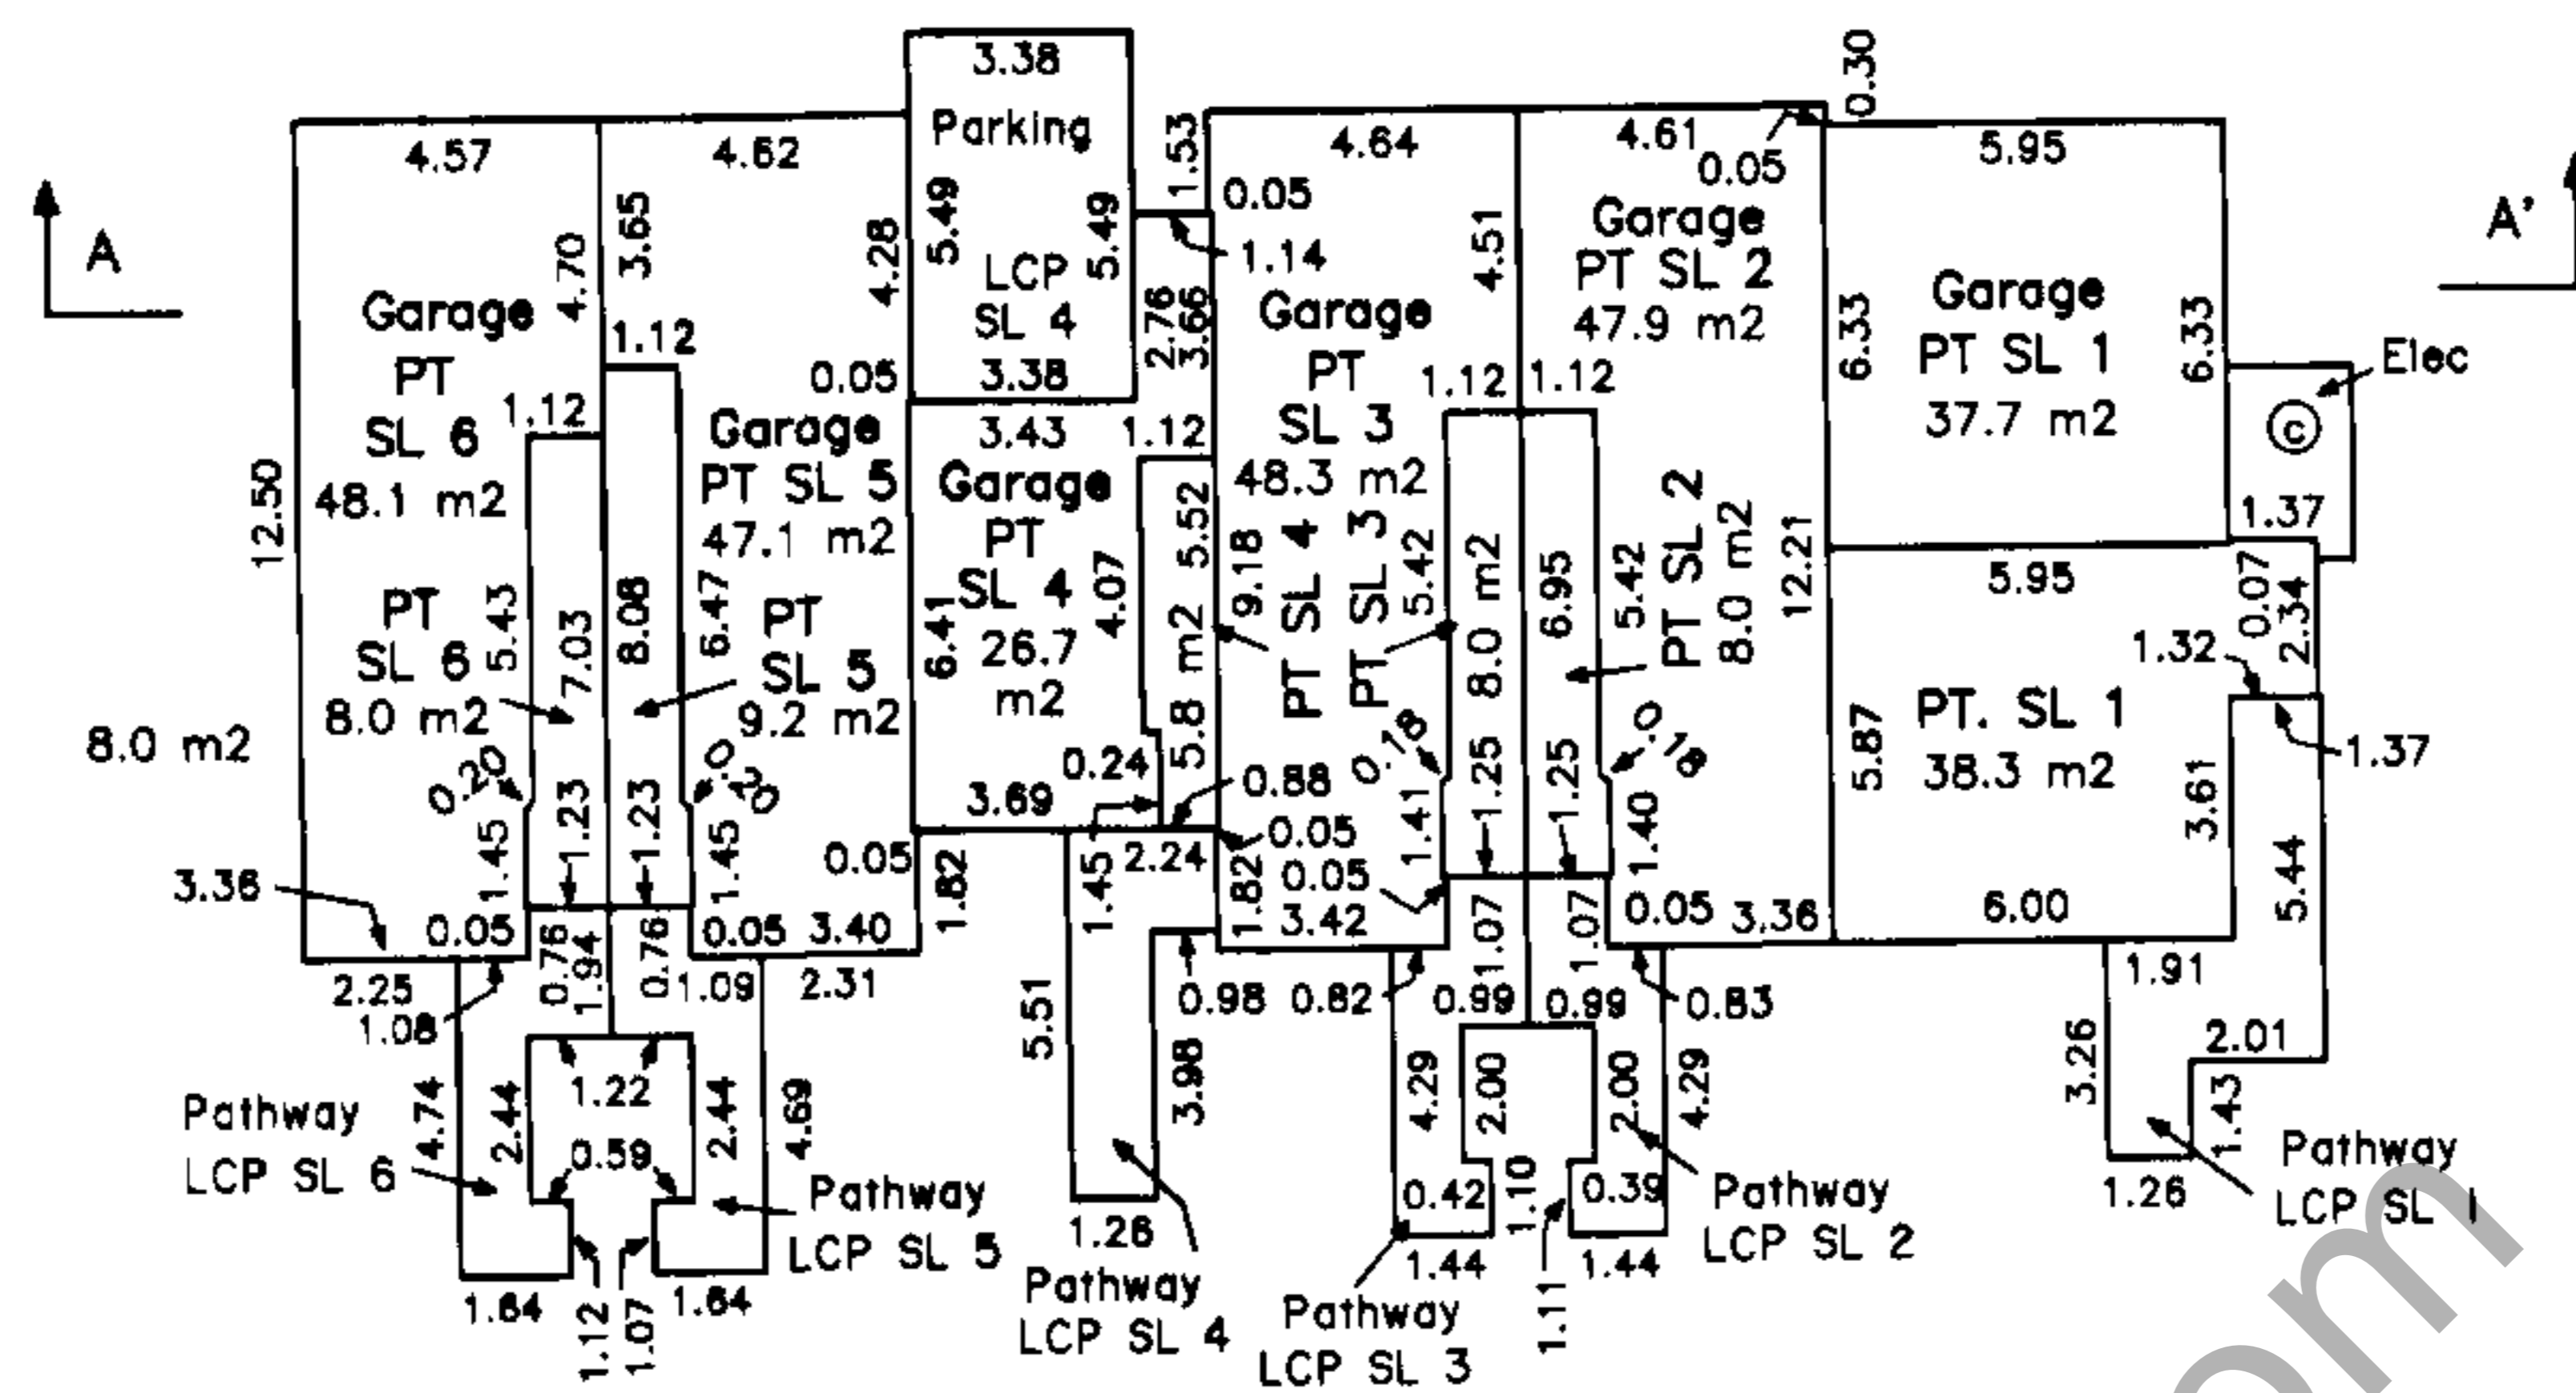 3.38
0.30
Parking
4.57
4.62
1.53
4.64
4.61
0.05
5.95
A
4.70
3.65
4.28
5.49
LCP
SL 4
5.49
0.05
1.14
4.51
Garage
PT SL 2
47.9 m2
A'
Garage
PT
SL 6
48.1 m2
1.12
1.12
0.05
3.38
2.76
3.66
Garage
PT
SL 3
48.3 m2
1.12
1.12
6.33
Garage
PT SL 1
37.7 m2
6.33
Elec
c
12.50
Garage
PT SL 5
47.1 m2
3.43
1.12
Garage
PT
SL 4
26.7
m2
4.07
5.52
5.8 m2
9.18
PT SL 4
PT SL 3
5.42
8.0 m2
6.95
5.42
PT SL 2
8.0 m2
12.21
5.95
1.37
0.07
2.34
PT
SL 6
8.0 m2
5.43
7.03
8.08
6.47
PT
SL 5
9.2 m2
6.41
8.0 m2
1.32
PT. SL 1
38.3 m2
1.37
5.87
3.61
5.44
0.20
0.20
0.24
0.88
0.18
0.18
3.69
1.45
1.23
1.23
1.45
1.45
2.24
0.05
1.41
1.25
1.25
1.40
3.36
0.05
0.76
1.94
0.76
0.05
3.40
0.05
1.82
1.82
0.05
3.42
1.07
1.07
0.05
3.36
6.00
2.25
1.08
1.09
2.31
0.98
0.82
0.99
0.99
0.83
1.91
2.01
Pathway
LCP SL 6
4.74
2.44
1.22
0.59
2.44
4.69
Pathway
LCP SL 5
5.51
3.98
4.29
2.00
2.00
4.29
3.26
1.43
0.42
1.10
0.39
Pathway
LCP SL 2
1.26
Pathway
LCP SL 1
1.64
1.12
1.07
1.64
1.26
Pathway
LCP SL 4
1.44
1.11
1.44
Pathway
LCP SL 3
om